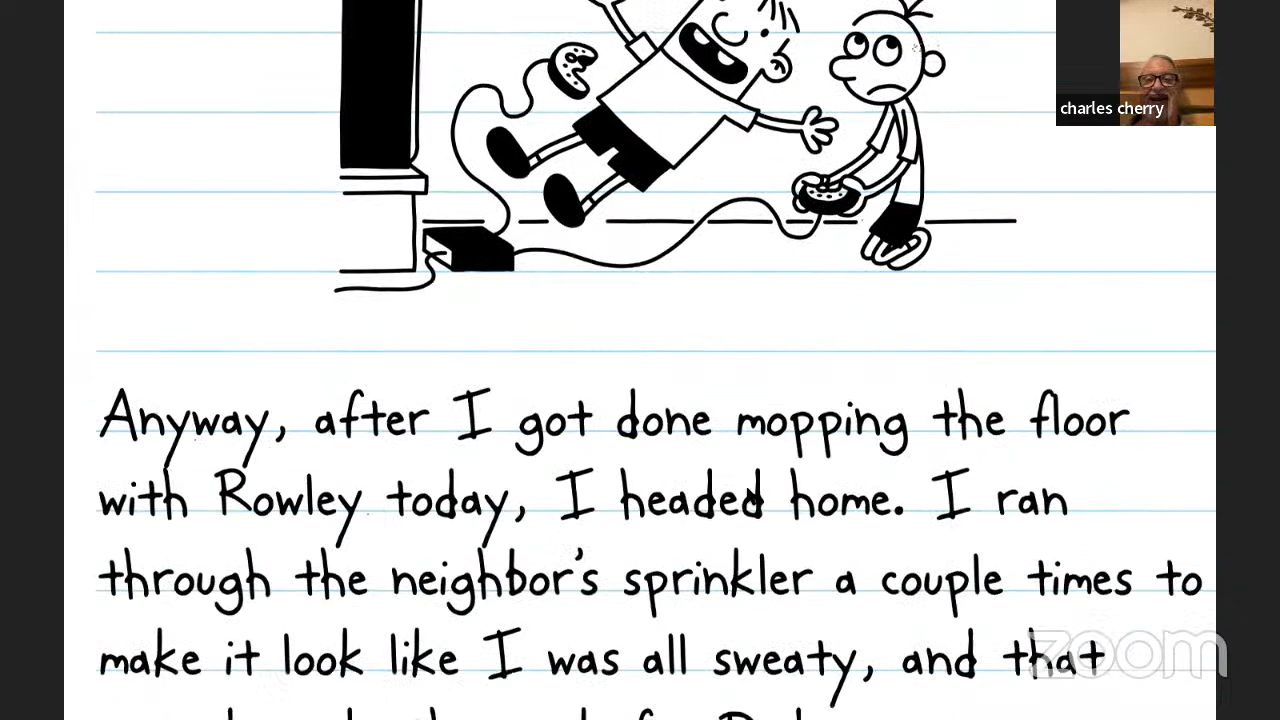 charles cherry
Anyway, after I got done mopping the floor
with Rowley today, I headed home. I ran
through the neighbor's sprinkler a couple times to
make it look like I was all sweaty, and that
zoom